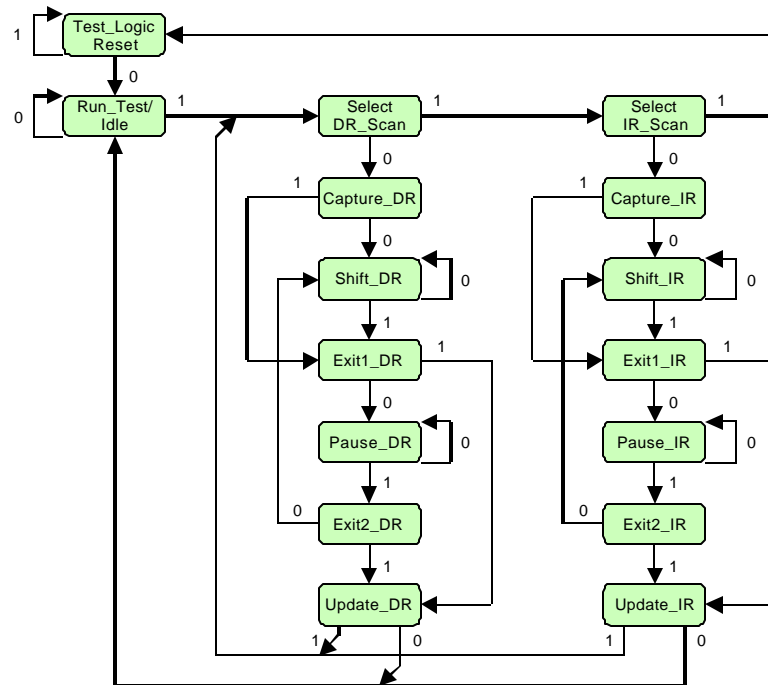 Test_Logic
Reset
1
0
Run_Test/
Idle
0
1
Select
DR_Scan
1
Select
IR_Scan
1
0
0
1
Capture_DR
1
Capture_IR
0
0
Shift_DR
0
Shift_IR
0
1
1
Exit1_DR
1
Exit1_IR
1
0
0
Pause_DR
0
Pause_IR
0
1
1
0
Exit2_DR
0
Exit2_IR
1
1
Update_DR
Update_IR
1
0
1
0